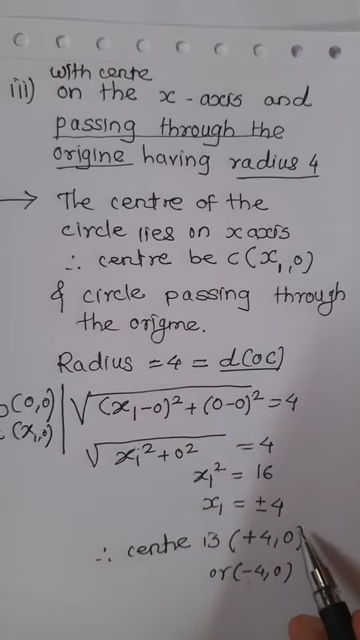 with cente
iii) on the x-axis and
passing through the
origine having radius 4
→ The centre of the
circle lies on x axis
∴ centre be C(x₁,0)
& circle passing through
the origine.
Radius = 4 = d(OC)
O(0,0) | √(x₁-0)²+(0-0)² = 4
C(x₁,0) | √x₁²+0² = 4
x₁² = 16
x₁ = ±4
∴ centre is (+4,0)
or (-4,0)